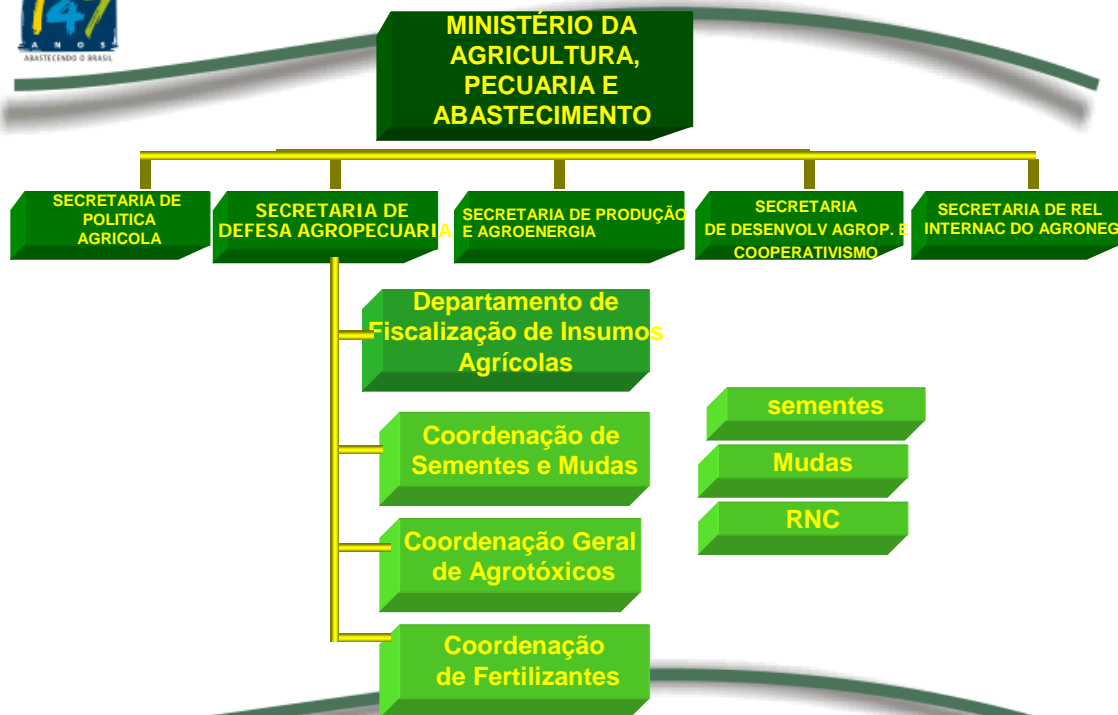 147
ANOS
ABASTECENDO O BRASIL
MINISTÉRIO DA
AGRICULTURA,
PECUARIA E
ABASTECIMENTO
SECRETARIA DE
POLITICA
AGRICOLA
SECRETARIA DE
DEFESA AGROPECUARIA
SECRETARIA DE PRODUÇÃO
E AGROENERGIA
SECRETARIA
DE DESENVOLV AGROP. E
COOPERATIVISMO
SECRETARIA DE REL
INTERNAC DO AGRONEG
Departamento de
Fiscalização de Insumos
Agrícolas
Coordenação de
Sementes e Mudas
Coordenação Geral
de Agrotóxicos
Coordenação
de Fertilizantes
sementes
Mudas
RNC